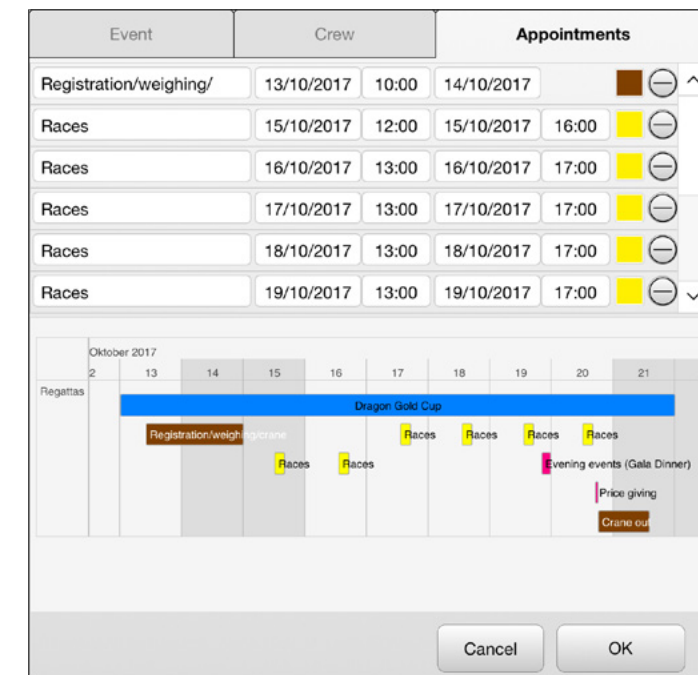 Event Crew Appointments
Registration/weighing/ 13/10/2017 10:00 14/10/2017
Races 15/10/2017 12:00 15/10/2017 16:00
Races 16/10/2017 13:00 16/10/2017 17:00
Races 17/10/2017 13:00 17/10/2017 17:00
Races 18/10/2017 13:00 18/10/2017 17:00
Races 19/10/2017 13:00 19/10/2017 17:00
Oktober 2017
2 13 14 15 16 17 18 19 20 21
Regattas
Dragon Gold Cup
Registration/weighing/crane Races Races Races Races
Races Races Evening events (Gala Dinner)
Price giving
Crane out
Cancel OK